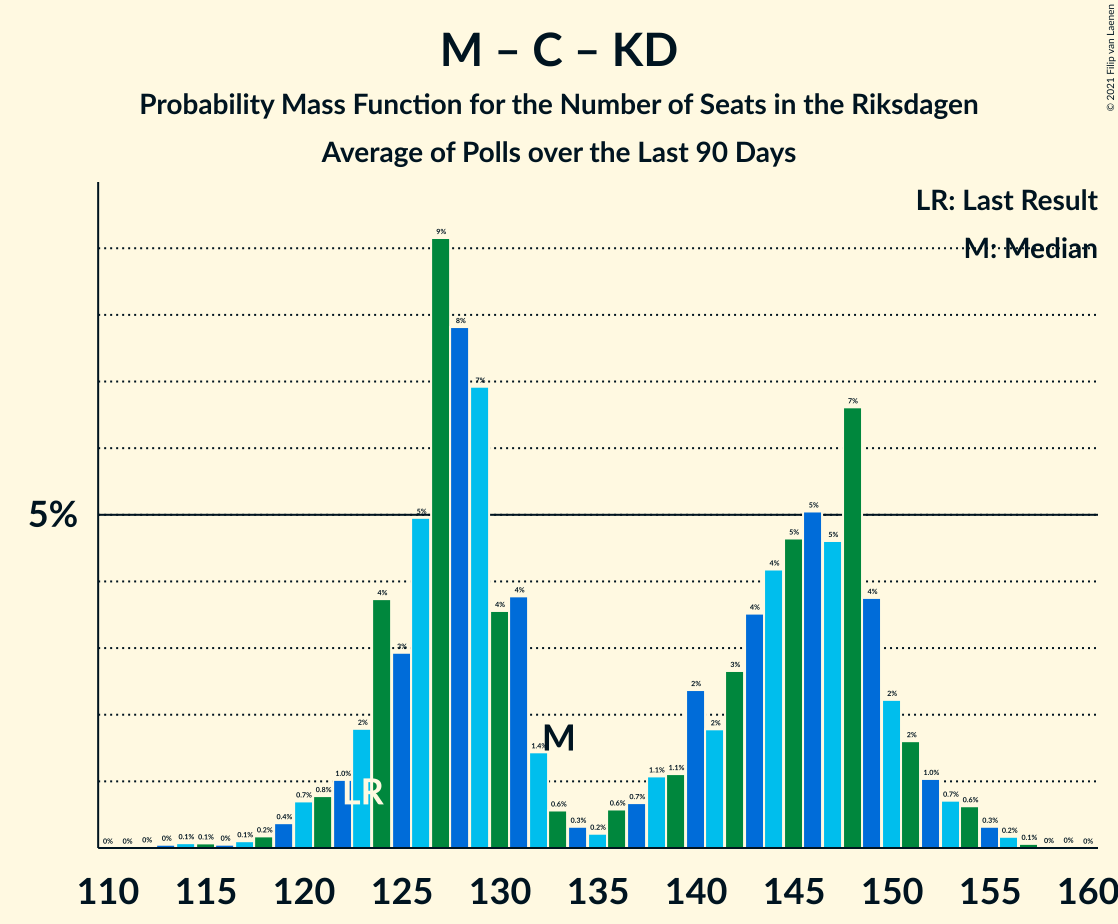 M – C – KD
Probability Mass Function for the Number of Seats in the Riksdagen
Average of Polls over the Last 90 Days
© 2021 Filip van Laenen
LR: Last Result
M: Median
5%
0% 0% 0% 0% 0.1% 0.1% 0% 0.1% 0.2% 0.4% 0.7% 0.8% 1.0% 2% 4% 3% 5% 9% 8% 7% 4% 4% 1.4% 0.6% 0.3% 0.2% 0.6% 0.7% 1.1% 1.1% 2% 2% 3% 4% 4% 5% 5% 5% 7% 4% 2% 2% 1.0% 0.7% 0.6% 0.3% 0.2% 0.1% 0% 0% 0%
M
LR
110 115 120 125 130 135 140 145 150 155 160